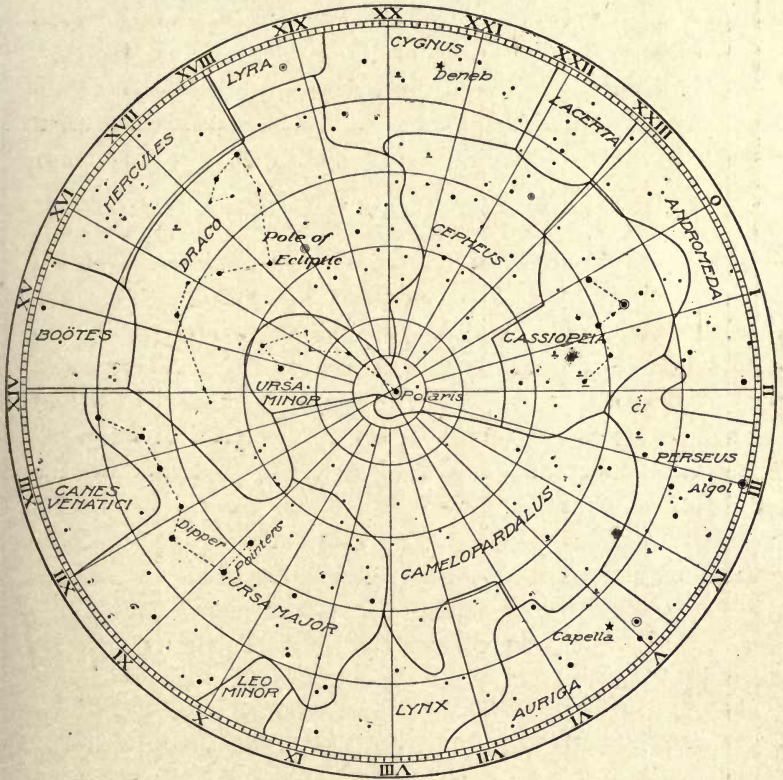 XX
XXI
XXII
XXIII
O
I
II
III
IV
V
VI
VII
VIII
IX
X
XI
XII
XIII
XIV
XV
XVI
XVII
XVIII
XIX
CYGNUS
Deneb
LYRA
LACERTA
HERCULES
ANDROMEDA
DRACO
Pole of
Ecliptic
CEPHEUS
BOÖTES
CASSIOPEIA
URSA
MINOR
Polaris
Cl
PERSEUS
Algol
CANES
VENATICI
Dipper
Pointers
CAMELOPARDALUS
URSA MAJOR
Capella
LEO
MINOR
LYNX
AURIGA